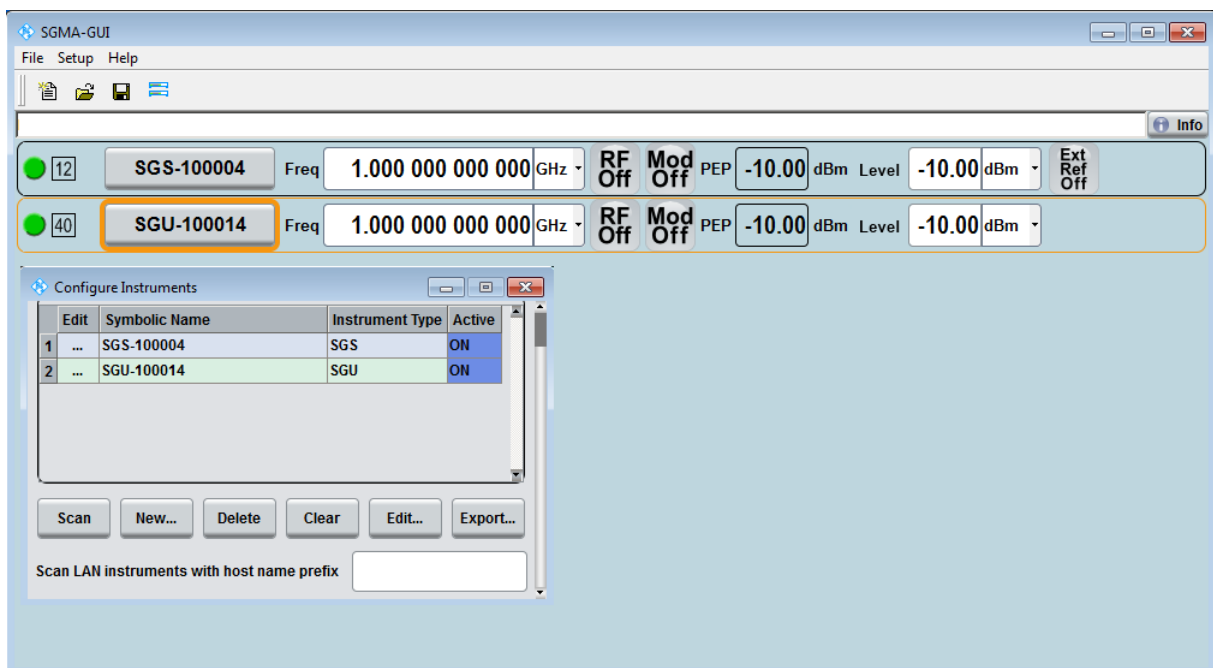 SGMA-GUI
File Setup Help
Info
12 SGS-100004 Freq 1.000 000 000 000 GHz RF Off Mod Off PEP -10.00 dBm Level -10.00 dBm Ext Ref Off
40 SGU-100014 Freq 1.000 000 000 000 GHz RF Off Mod Off PEP -10.00 dBm Level -10.00 dBm
Configure Instruments
Edit Symbolic Name Instrument Type Active
1 ... SGS-100004 SGS ON
2 ... SGU-100014 SGU ON
Scan New... Delete Clear Edit... Export...
Scan LAN instruments with host name prefix